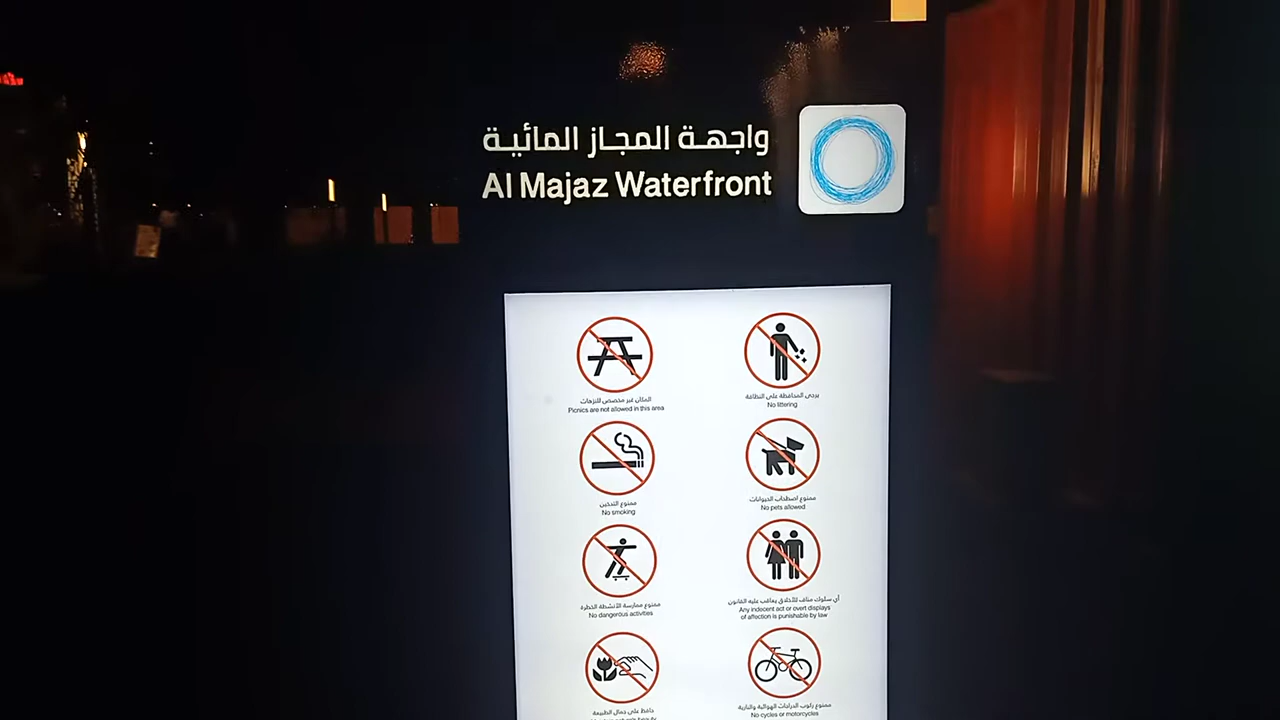 واجهة المجاز المائية
Al Majaz Waterfront
المكان غير مخصص للنزهات
Picnics are not allowed in this area
يرجى المحافظة على النظافة
No littering
ممنوع التدخين
No smoking
ممنوع اصطحاب الحيوانات
No pets allowed
ممنوع ممارسة الأنشطة الخطرة
No dangerous activities
أي سلوك مناف للأخلاق يعاقب عليه القانون
Any indecent act or overt displays
of affection is punishable by law
حافظ على جمال الطبيعة
ممنوع ركوب الدراجات الهوائية والنارية
No cycles or motorcycles